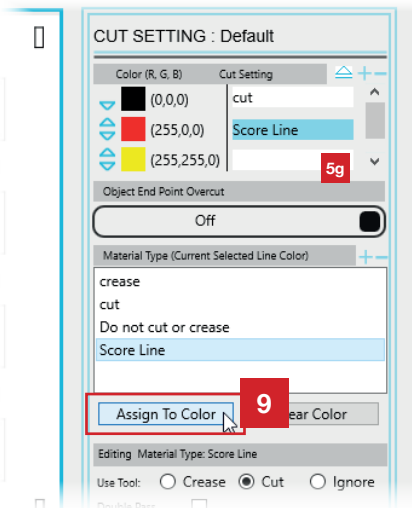 CUT SETTING : Default
Color (R, G, B) Cut Setting
(0,0,0) cut
(255,0,0) Score Line
(255,255,0)
5g
Object End Point Overcut
Off
Material Type (Current Selected Line Color)
crease
cut
Do not cut or crease
Score Line
Assign To Color 9 ear Color
Editing Material Type: Score Line
Use Tool: Crease Cut Ignore
Double Pass